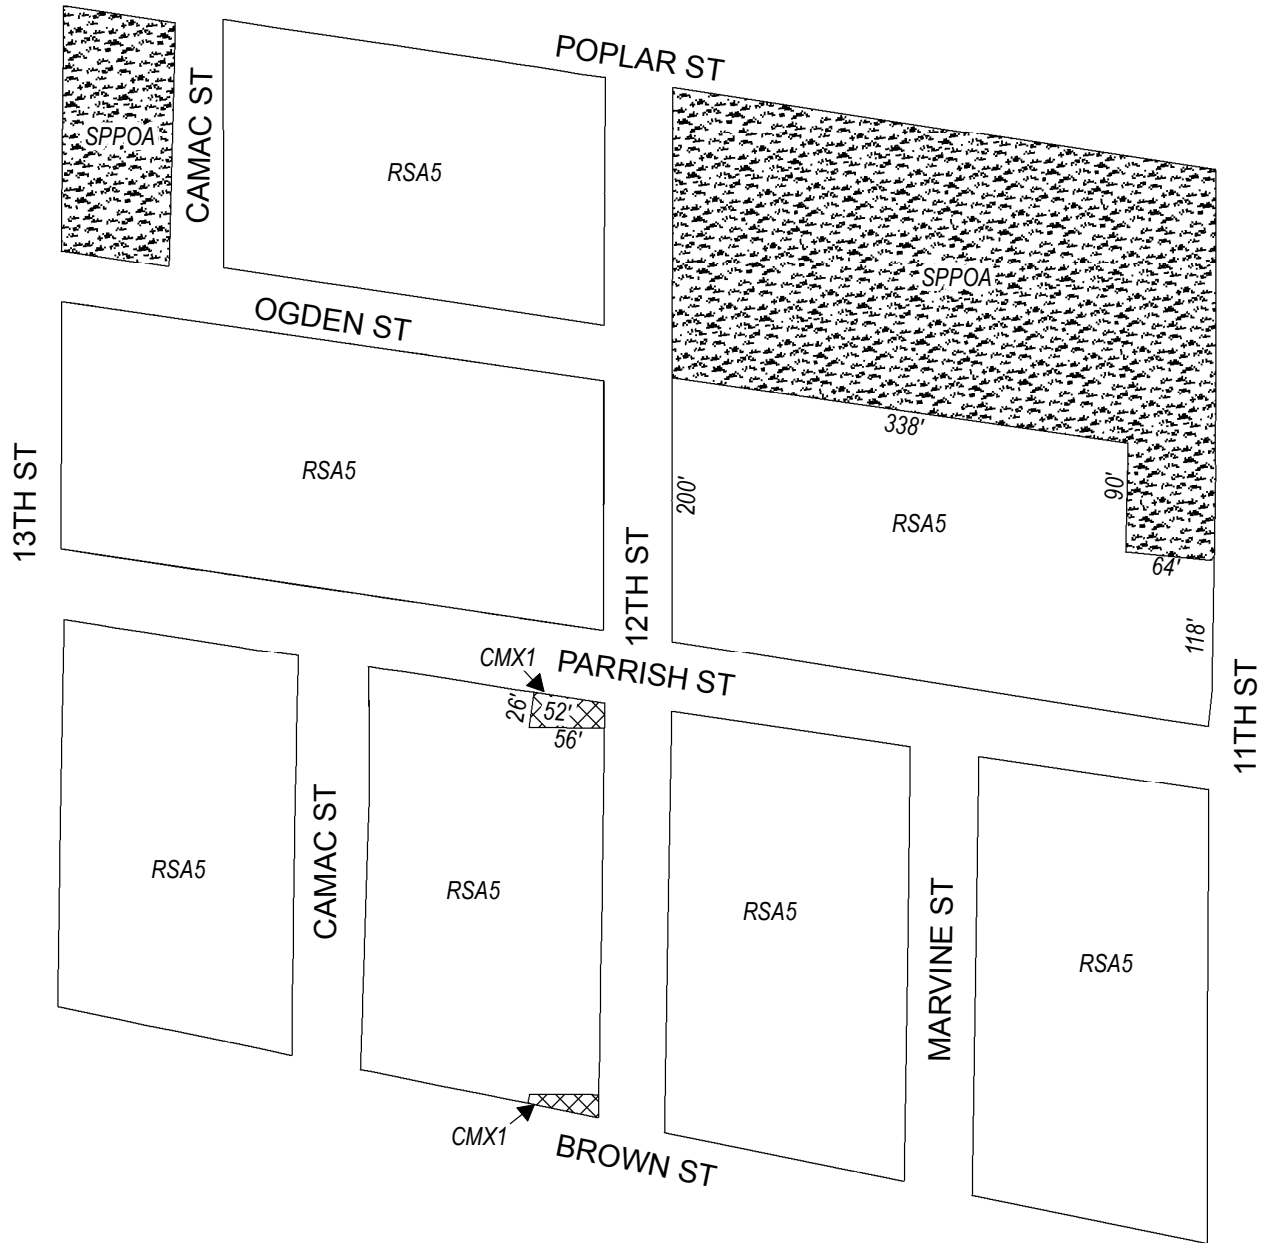 POPLAR ST
SPPOA
CAMAC ST
RSA5
SPPOA
OGDEN ST
338'
13TH ST
RSA5
200'
90'
RSA5
12TH ST
64'
118'
CMX1
PARRISH ST
26'
52'
56'
11TH ST
RSA5
CAMAC ST
RSA5
RSA5
MARVINE ST
RSA5
CMX1
BROWN ST